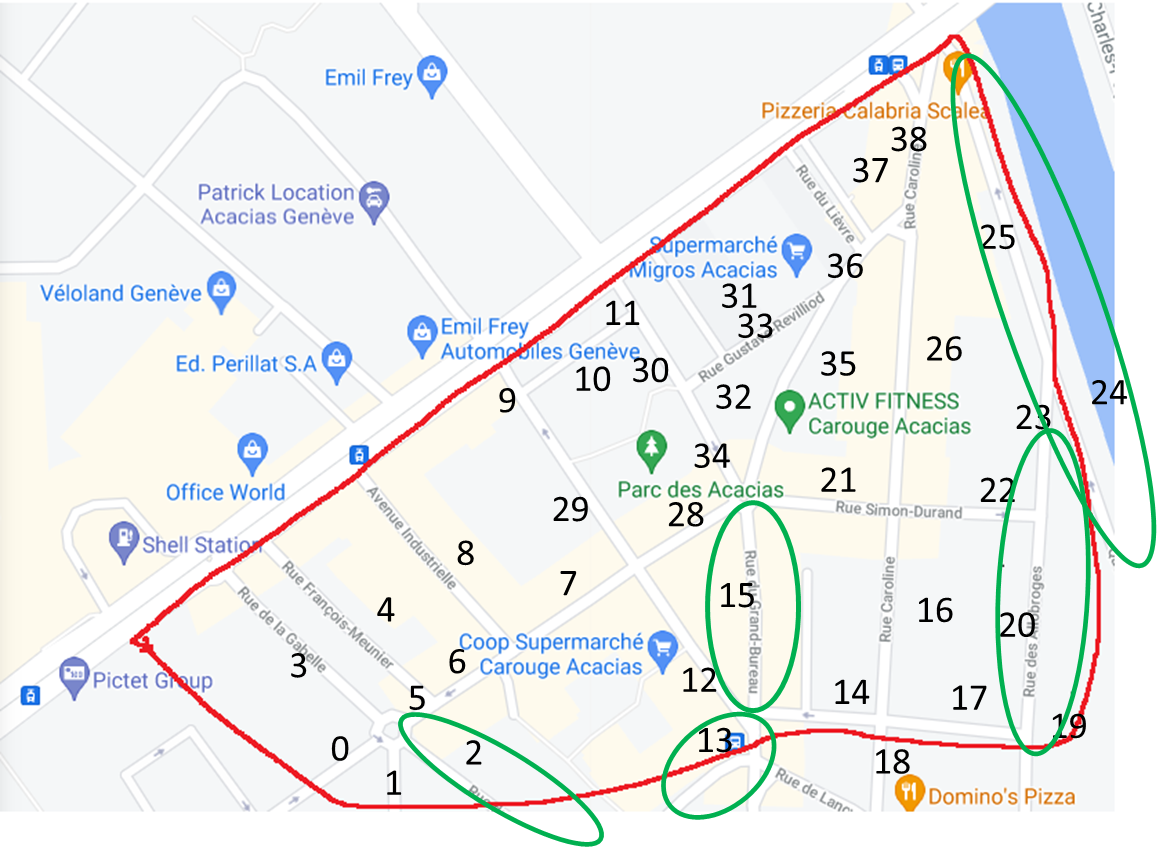 Charles-
Emil Frey
Pizzeria Calabria Scalea
38
37
Rue Caroline
Rue du Lièvre
Patrick Location
Acacias Genève
25
Supermarché
Migros Acacias
36
Véloland Genève
31
11
33
Rue Gustave Revilliod
Emil Frey
Automobiles Genève
26
Ed. Perillat S.A
35
30
10
9
32
24
ACTIV FITNESS
Carouge Acacias
23
34
Office World
Parc des Acacias
21
22
29
28
Rue Simon-Durand
Shell Station
Avenue Industrielle
8
7
Rue François-Meunier
Rue de la Gabelle
4
15
Rue du Grand-Bureau
Rue Caroline
16
20
Rue des Allobroges
Coop Supermarché
Carouge Acacias
3
6
12
Pictet Group
5
14
17
19
0
2
13
18
1
Rue
Rue de Lanc
Domino's Pizza